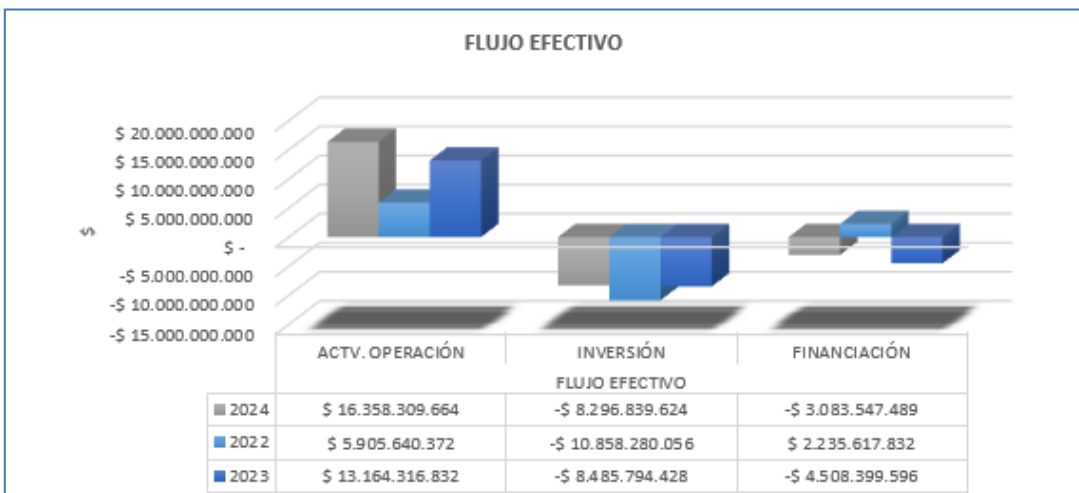 FLUJO EFECTIVO
$ 20.000.000.000
$ 15.000.000.000
$ 10.000.000.000
$ 5.000.000.000
$ -
-$ 5.000.000.000
-$ 10.000.000.000
-$ 15.000.000.000
$
ACTV. OPERACIÓN INVERSIÓN FINANCIACIÓN
FLUJO EFECTIVO
2024 $ 16.358.309.664 -$ 8.296.839.624 -$ 3.083.547.489
2022 $ 5.905.640.372 -$ 10.858.280.056 $ 2.235.617.832
2023 $ 13.164.316.832 -$ 8.485.794.428 -$ 4.508.399.596